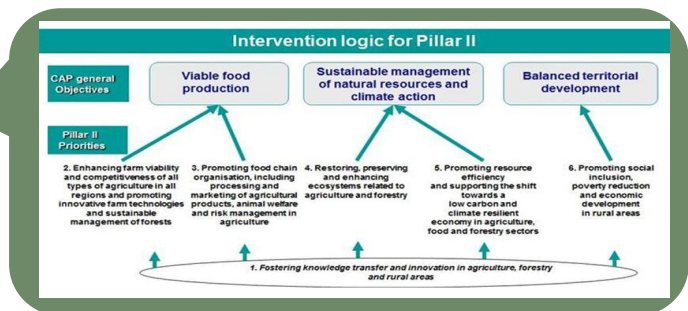 Intervention logic for Pillar II
CAP general
Objectives
Viable food
production
Sustainable management
of natural resources and
climate action
Balanced territorial
development
Pillar II
Priorities
2. Enhancing farm viability
and competitiveness of all
types of agriculture in all
regions and promoting
innovative farm technologies
and sustainable
management of forests
3. Promoting food chain
organisation, including
processing and
marketing of agricultural
products, animal welfare
and risk management in
agriculture
4. Restoring, preserving
and enhancing
ecosystems related to
agriculture and forestry
5. Promoting resource
efficiency
and supporting the shift
towards a
low carbon and
climate resilient
economy in agriculture,
food and forestry sectors
6. Promoting social
inclusion,
poverty reduction
and economic
development
in rural areas
1. Fostering knowledge transfer and innovation in agriculture, forestry
and rural areas